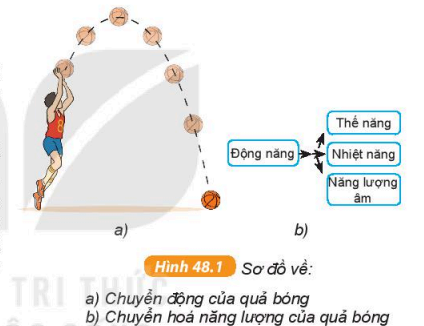 Thế năng
Động năng
Nhiệt năng
Năng lượng
âm
a)
b)
Hình 48.1 Sơ đồ về:
TRI THỨC
a) Chuyển động của quả bóng
b) Chuyển hoá năng lượng của quả bóng